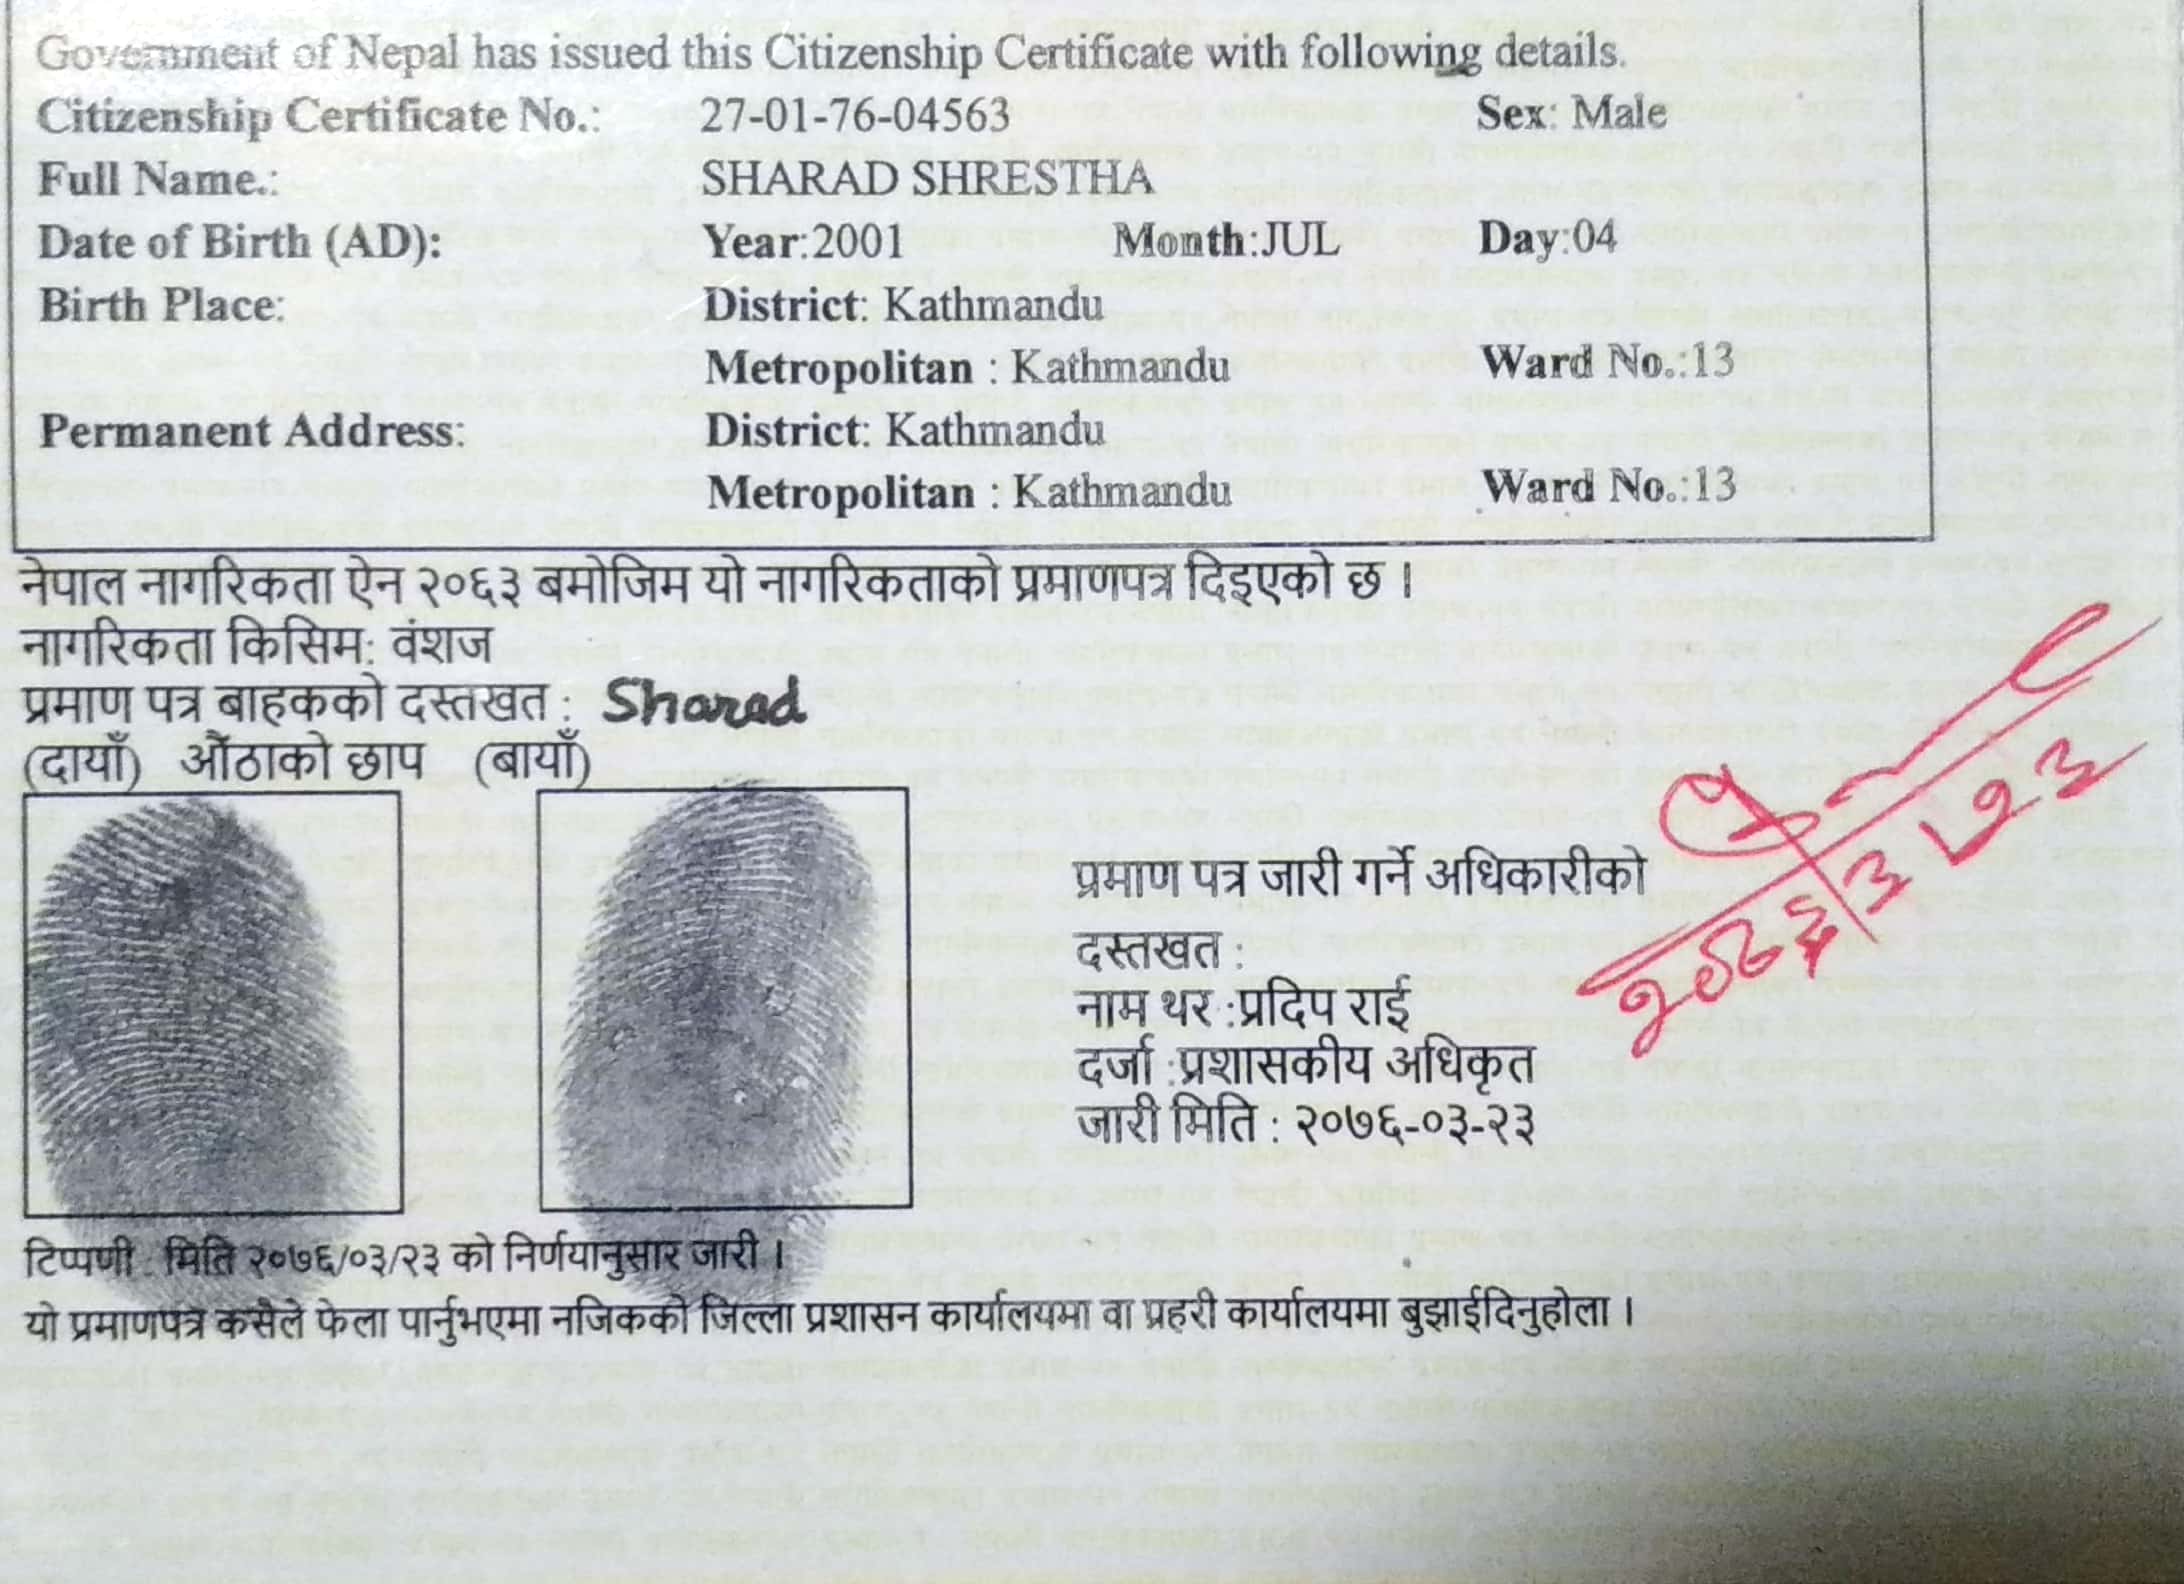 Government of Nepal has issued this Citizenship Certificate with following details.
Citizenship Certificate No.: 27-01-76-04563 Sex: Male
Full Name.: SHARAD SHRESTHA
Date of Birth (AD): Year:2001 Month:JUL Day:04
Birth Place: District: Kathmandu
Metropolitan : Kathmandu Ward No.:13
Permanent Address: District: Kathmandu
Metropolitan : Kathmandu Ward No.:13
नेपाल नागरिकता ऐन २०६३ बमोजिम यो नागरिकताको प्रमाणपत्र दिइएको छ ।
नागरिकता किसिम: वंशज
प्रमाण पत्र बाहकको दस्तखत : Sharad
(दायाँ) औंठाको छाप (बायाँ)
प्रमाण पत्र जारी गर्ने अधिकारीको
दस्तखत :
नाम थर :प्रदिप राई
दर्जा :प्रशासकीय अधिकृत
जारी मिति : २०७६-०३-२३
टिप्पणी : मिति २०७६/०३/२३ को निर्णयानुसार जारी ।
यो प्रमाणपत्र कसैले फेला पार्नुभएमा नजिकको जिल्ला प्रशासन कार्यालयमा वा प्रहरी कार्यालयमा बुझाईदिनुहोला ।